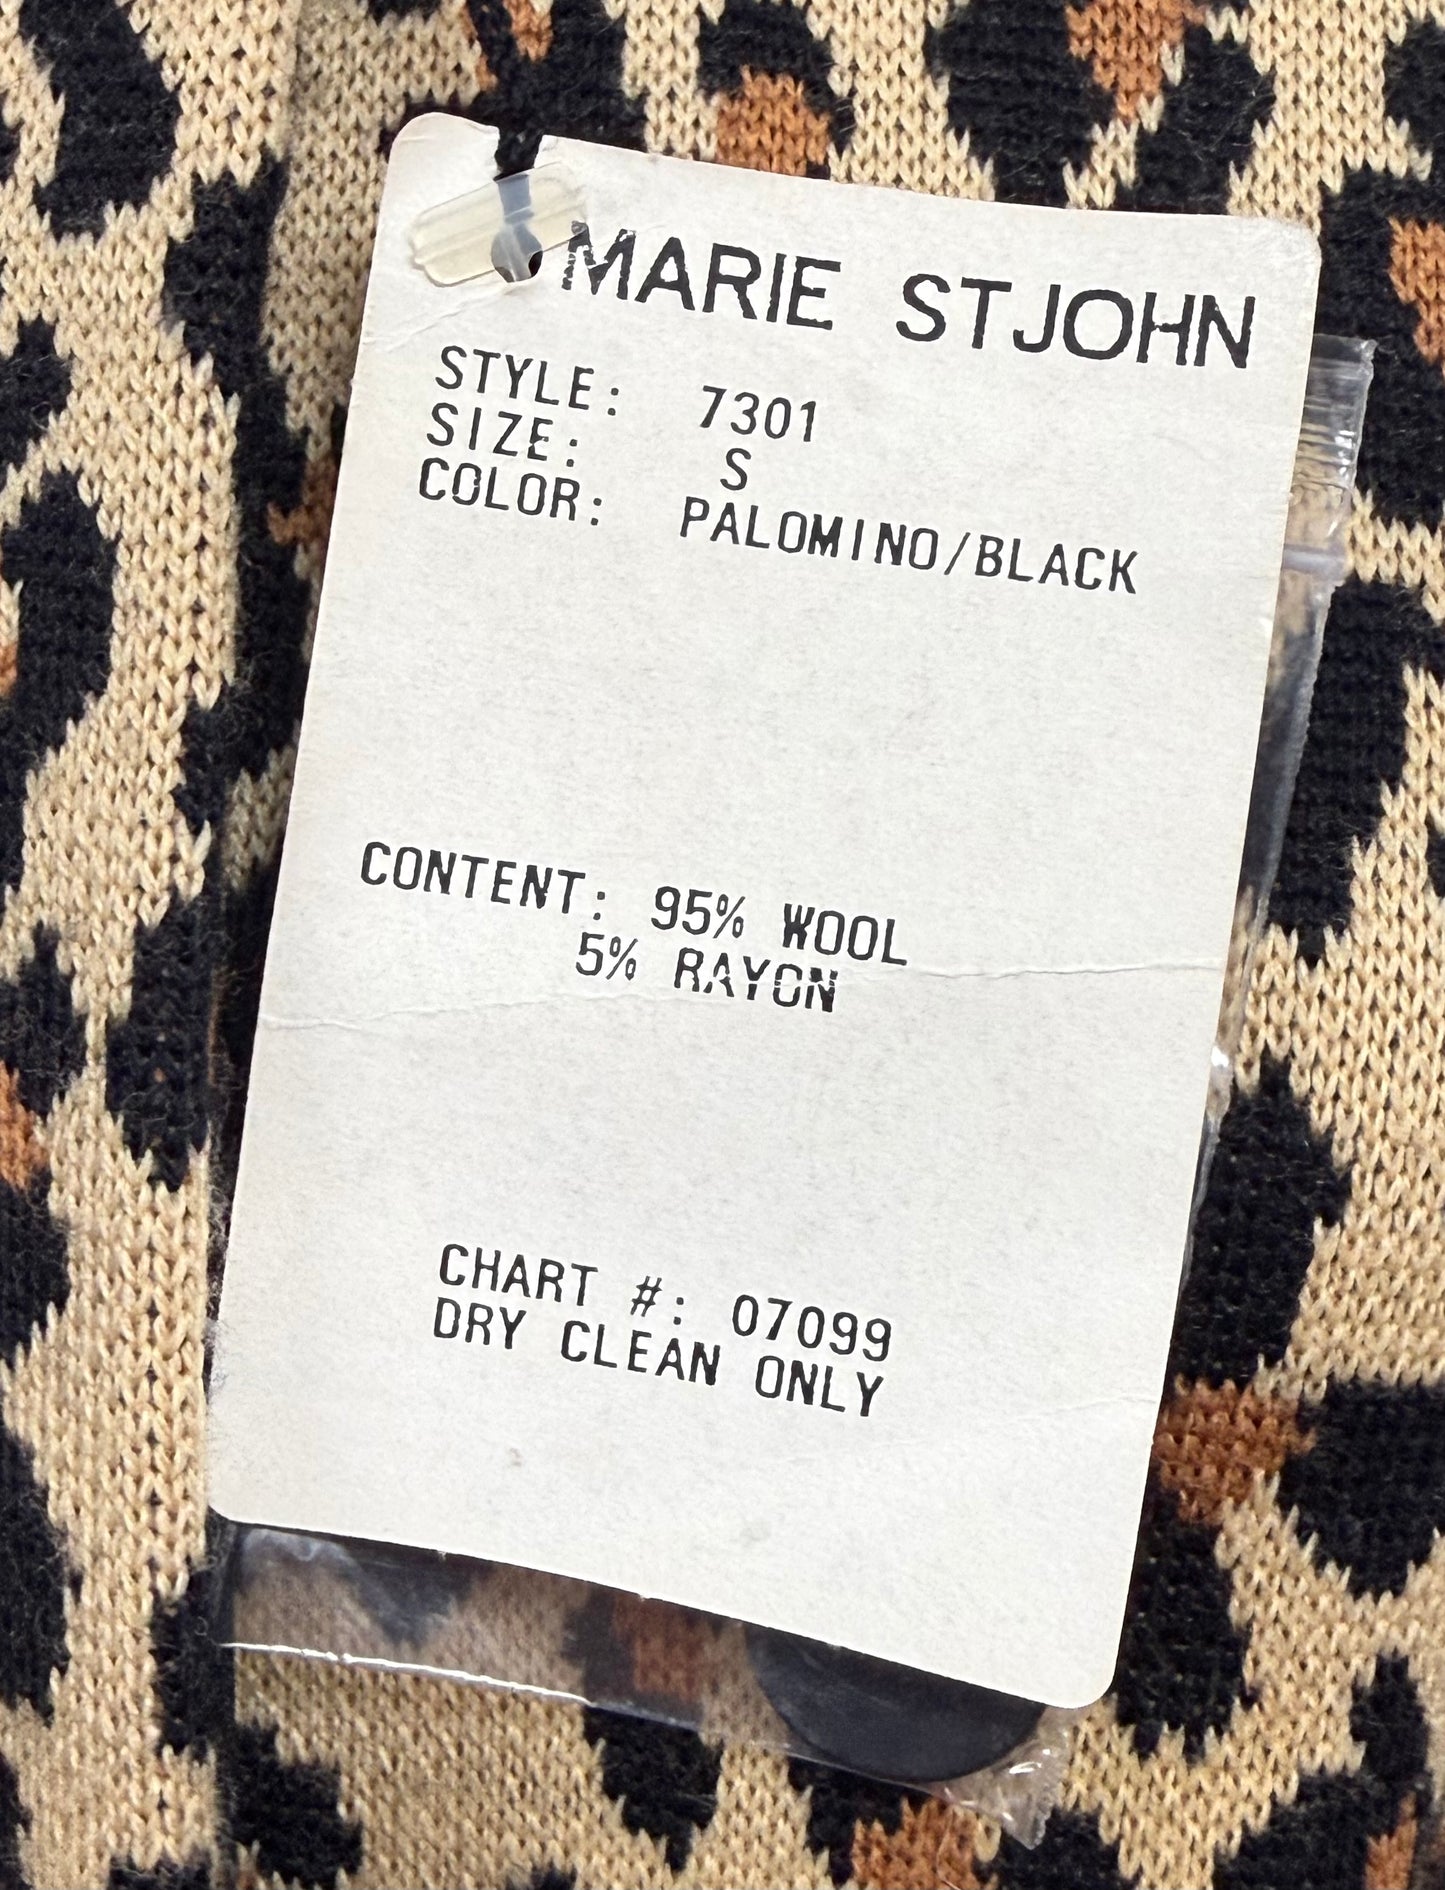 MARIE STJOHN
STYLE: 7301
SIZE: S
COLOR: PALOMINO/BLACK
CONTENT: 95% WOOL
5% RAYON
CHART #: 07099
DRY CLEAN ONLY